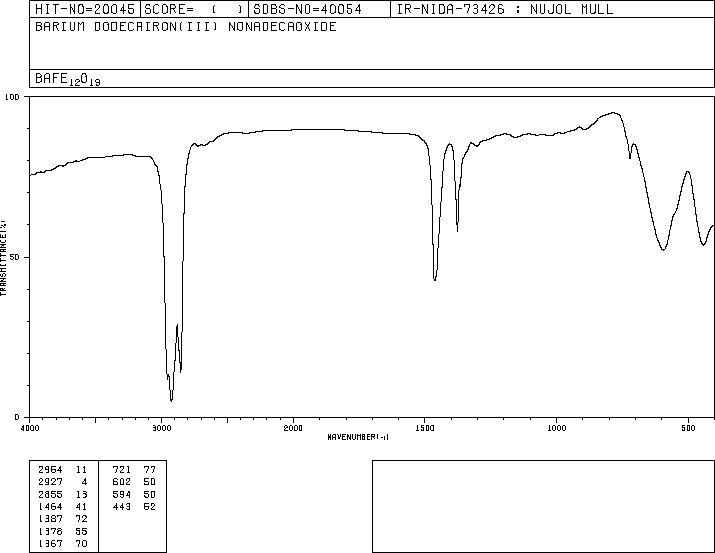 HIT-NO=20045 SCORE= ( ) SDBS-NO=40054 IR-NIDA-73426 : NUJOL MULL
BARIUM DODECAIRON(III) NONADECAOXIDE
BAFE12O19
100
50
0
TRANSMITTANCE(%)
4000 3000 2000 1500 1000 500
WAVENUMBER(-1)
2964 11 721 77
2927 4 602 50
2855 13 594 50
1464 41 443 52
1387 72
1378 55
1367 70